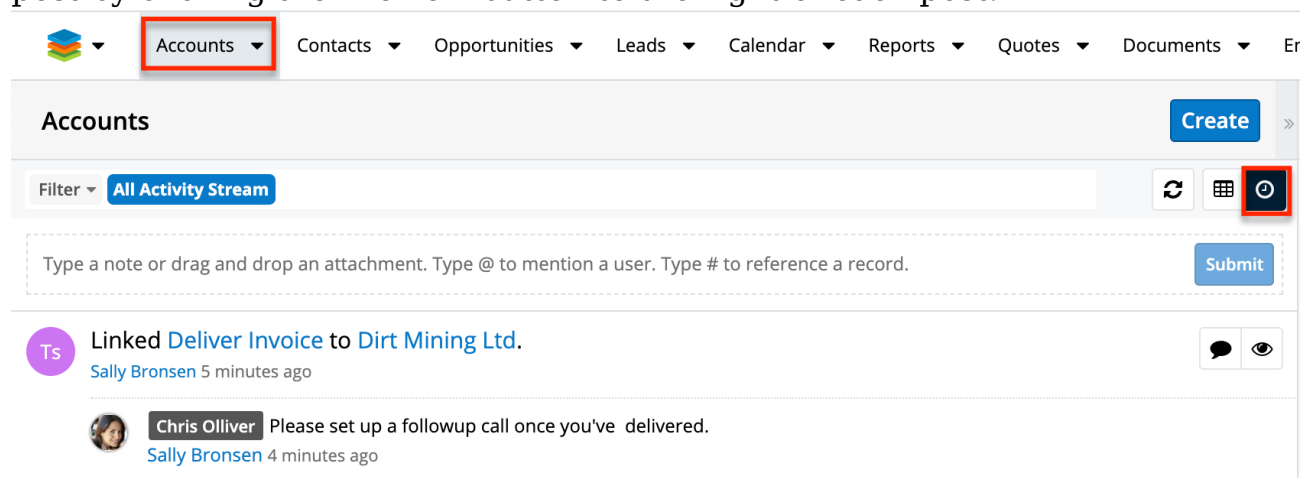 Accounts Contacts Opportunities Leads Calendar Reports Quotes Documents
Accounts Create »
Filter All Activity Stream
Type a note or drag and drop an attachment. Type @ to mention a user. Type # to reference a record. Submit
Ts Linked Deliver Invoice to Dirt Mining Ltd.
Sally Bronsen 5 minutes ago
Chris Olliver Please set up a followup call once you've delivered.
Sally Bronsen 4 minutes ago